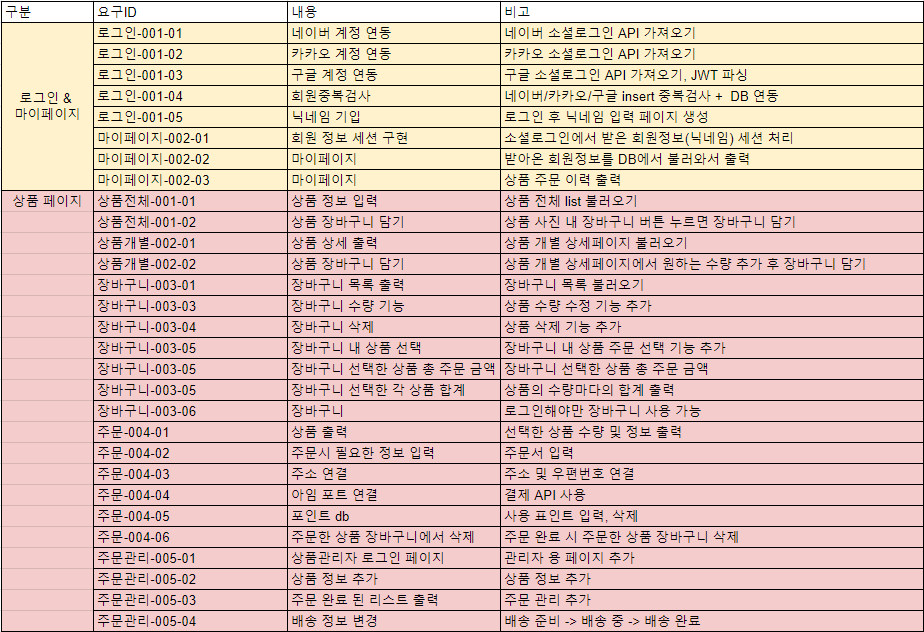 구분 요구ID 내용 비고
로그인 & 마이페이지
로그인-001-01 네이버 계정 연동 네이버 소셜로그인 API 가져오기
로그인-001-02 카카오 계정 연동 카카오 소셜로그인 API 가져오기
로그인-001-03 구글 계정 연동 구글 소셜로그인 API 가져오기, JWT 파싱
로그인-001-04 회원중복검사 네이버/카카오/구글 insert 중복검사 + DB 연동
로그인-001-05 닉네임 기입 로그인 후 닉네임 입력 페이지 생성
마이페이지-002-01 회원 정보 세션 구현 소셜로그인에서 받은 회원정보(닉네임) 세션 처리
마이페이지-002-02 마이페이지 받아온 회원정보를 DB에서 불러와서 출력
마이페이지-002-03 마이페이지 상품 주문 이력 출력
상품 페이지 상품전체-001-01 상품 정보 입력 상품 전체 list 불러오기
상품전체-001-02 상품 장바구니 담기 상품 사진 내 장바구니 버튼 누르면 장바구니 담기
상품개별-002-01 상품 상세 출력 상품 개별 상세페이지 불러오기
상품개별-002-02 상품 장바구니 담기 상품 개별 상세페이지에서 원하는 수량 추가 후 장바구니 담기
장바구니-003-01 장바구니 목록 출력 장바구니 목록 불러오기
장바구니-003-03 장바구니 수량 기능 상품 수량 수정 기능 추가
장바구니-003-04 장바구니 삭제 상품 삭제 기능 추가
장바구니-003-05 장바구니 내 상품 선택 장바구니 내 상품 주문 선택 기능 추가
장바구니-003-05 장바구니 선택한 상품 총 주문 금액 장바구니 선택한 상품 총 주문 금액
장바구니-003-05 장바구니 선택한 각 상품 합계 상품의 수량마다의 합계 출력
장바구니-003-06 장바구니 로그인해야만 장바구니 사용 가능
주문-004-01 상품 출력 선택한 상품 수량 및 정보 출력
주문-004-02 주문시 필요한 정보 입력 주문서 입력
주문-004-03 주소 연결 주소 및 우편번호 연결
주문-004-04 아임 포트 연결 결제 API 사용
주문-004-05 포인트 db 사용 표인트 입력, 삭제
주문-004-06 주문한 상품 장바구니에서 삭제 주문 완료 시 주문한 상품 장바구니 삭제
주문관리-005-01 상품관리자 로그인 페이지 관리자 용 페이지 추가
주문관리-005-02 상품 정보 추가 상품 정보 추가
주문관리-005-03 주문 완료 된 리스트 출력 주문 관리 추가
주문관리-005-04 배송 정보 변경 배송 준비 -> 배송 중 -> 배송 완료